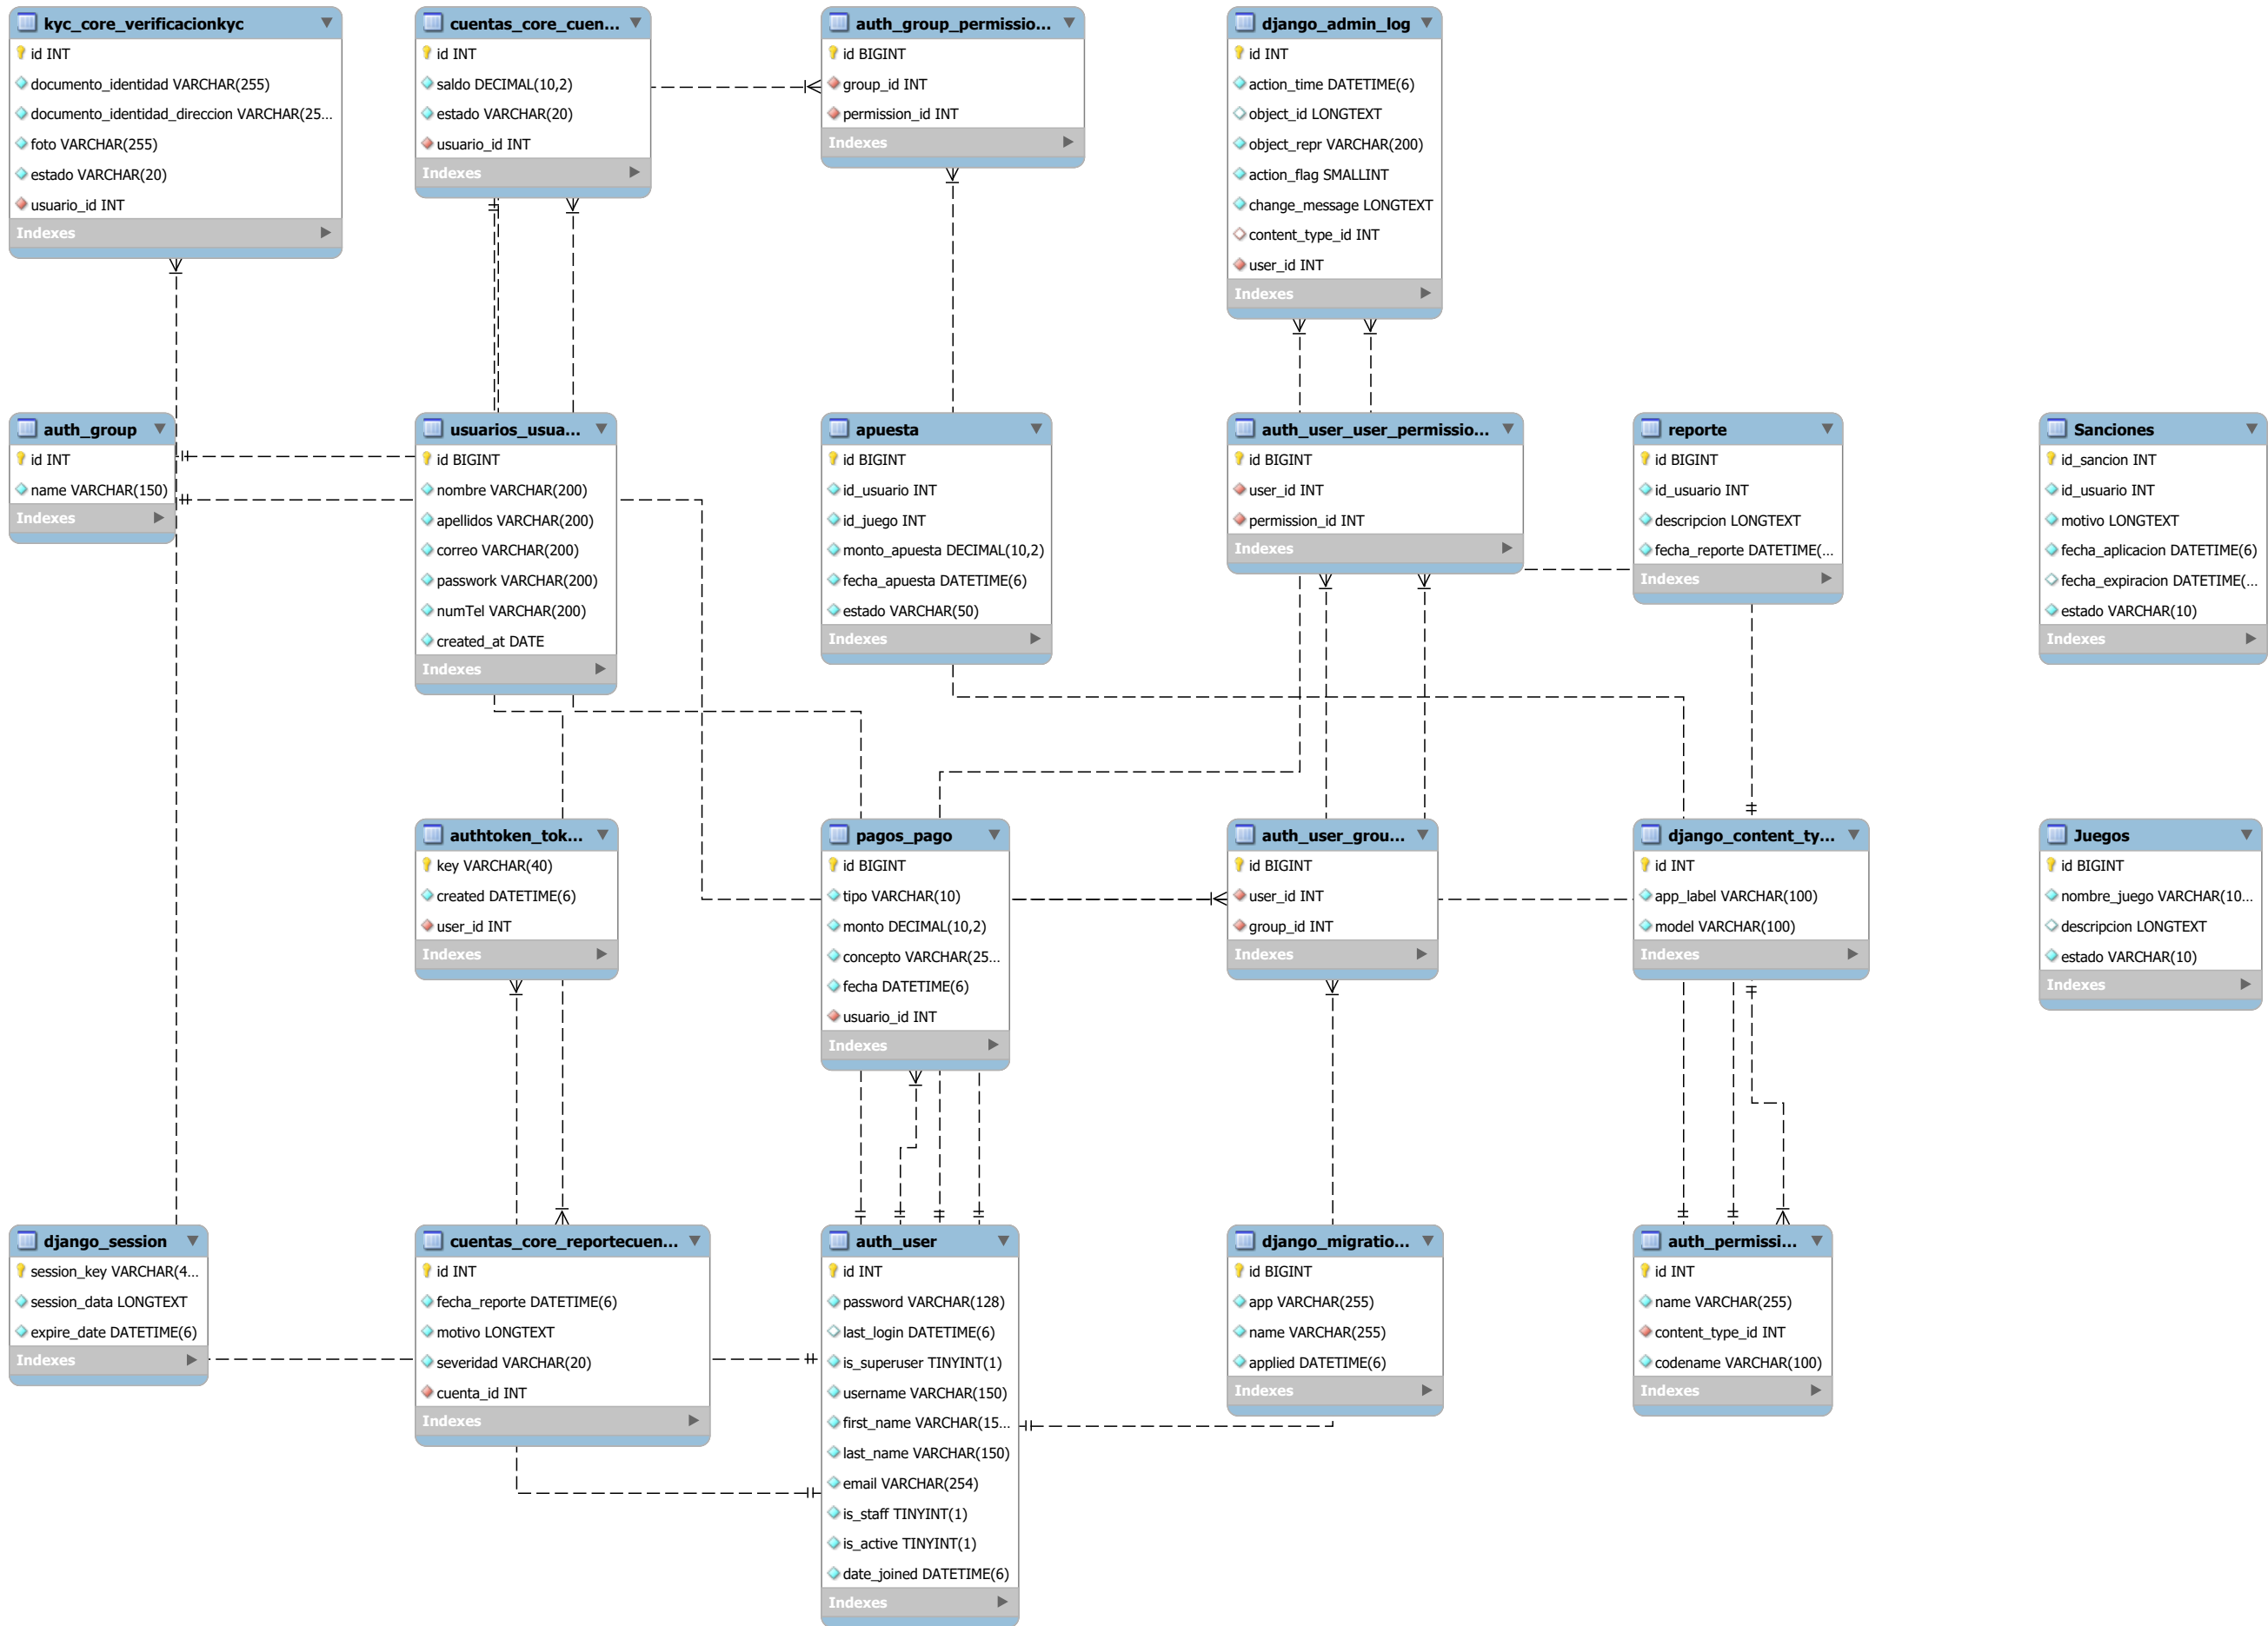 kyc_core_verificacionkyc
id INT
documento_identidad VARCHAR(255)
documento_identidad_direccion VARCHAR(25...
foto VARCHAR(255)
estado VARCHAR(20)
usuario_id INT
Indexes
cuentas_core_cuen...
id INT
saldo DECIMAL(10,2)
estado VARCHAR(20)
usuario_id INT
Indexes
auth_group_permissio...
id BIGINT
group_id INT
permission_id INT
Indexes
django_admin_log
id INT
action_time DATETIME(6)
object_id LONGTEXT
object_repr VARCHAR(200)
action_flag SMALLINT
change_message LONGTEXT
content_type_id INT
user_id INT
Indexes
auth_group
id INT
name VARCHAR(150)
Indexes
usuarios_usua...
id BIGINT
nombre VARCHAR(200)
apellidos VARCHAR(200)
correo VARCHAR(200)
passwork VARCHAR(200)
numTel VARCHAR(200)
created_at DATE
Indexes
apuesta
id BIGINT
id_usuario INT
id_juego INT
monto_apuesta DECIMAL(10,2)
fecha_apuesta DATETIME(6)
estado VARCHAR(50)
Indexes
auth_user_user_permissio...
id BIGINT
user_id INT
permission_id INT
Indexes
reporte
id BIGINT
id_usuario INT
descripcion LONGTEXT
fecha_reporte DATETIME(...
Indexes
Sanciones
id_sancion INT
id_usuario INT
motivo LONGTEXT
fecha_aplicacion DATETIME(6)
fecha_expiracion DATETIME(...
estado VARCHAR(10)
Indexes
authtoken_tok...
key VARCHAR(40)
created DATETIME(6)
user_id INT
Indexes
pagos_pago
id BIGINT
tipo VARCHAR(10)
monto DECIMAL(10,2)
concepto VARCHAR(25...
fecha DATETIME(6)
usuario_id INT
Indexes
auth_user_grou...
id BIGINT
user_id INT
group_id INT
Indexes
django_content_ty...
id INT
app_label VARCHAR(100)
model VARCHAR(100)
Indexes
Juegos
id BIGINT
nombre_juego VARCHAR(10...
descripcion LONGTEXT
estado VARCHAR(10)
Indexes
django_session
session_key VARCHAR(4...
session_data LONGTEXT
expire_date DATETIME(6)
Indexes
cuentas_core_reportecuen...
id INT
fecha_reporte DATETIME(6)
motivo LONGTEXT
severidad VARCHAR(20)
cuenta_id INT
Indexes
auth_user
id INT
password VARCHAR(128)
last_login DATETIME(6)
is_superuser TINYINT(1)
username VARCHAR(150)
first_name VARCHAR(15...
last_name VARCHAR(150)
email VARCHAR(254)
is_staff TINYINT(1)
is_active TINYINT(1)
date_joined DATETIME(6)
Indexes
django_migratio...
id BIGINT
app VARCHAR(255)
name VARCHAR(255)
applied DATETIME(6)
Indexes
auth_permissi...
id INT
name VARCHAR(255)
content_type_id INT
codename VARCHAR(100)
Indexes